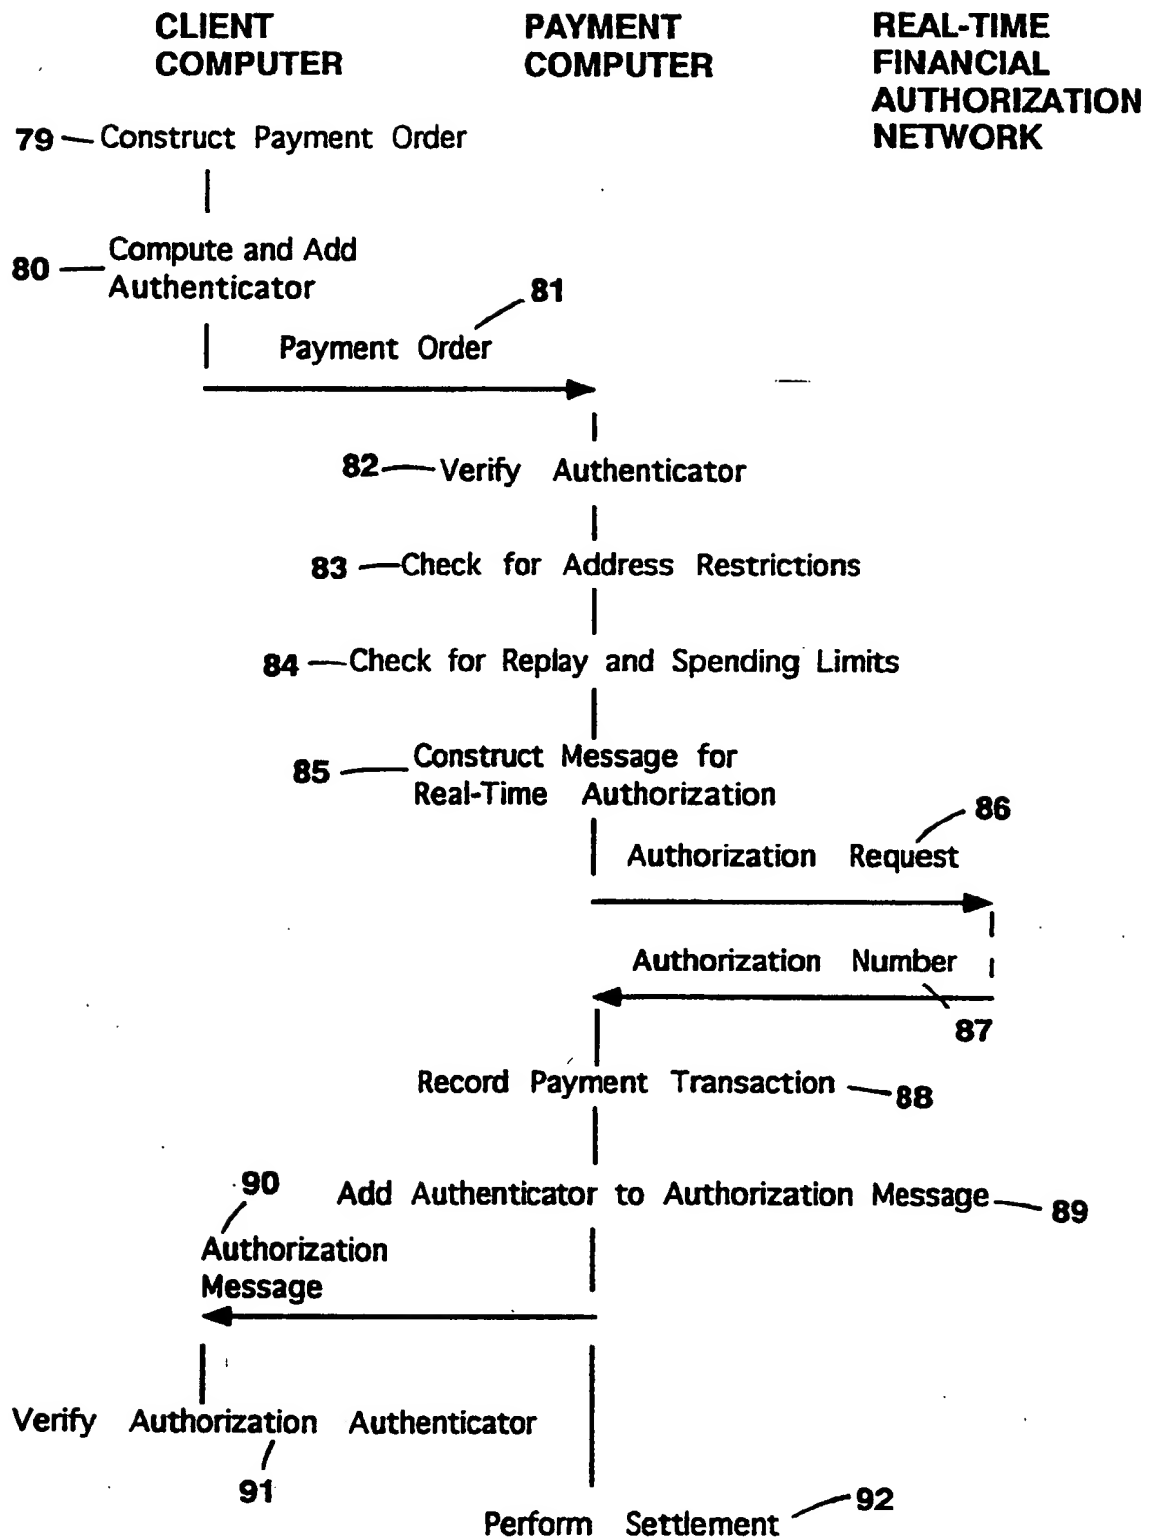 CLIENT
COMPUTER
PAYMENT
COMPUTER
REAL-TIME
FINANCIAL
AUTHORIZATION
NETWORK
79 Construct Payment Order
80 Compute and Add
Authenticator
81
Payment Order
82 Verify Authenticator
83 Check for Address Restrictions
84 Check for Replay and Spending Limits
85 Construct Message for
Real-Time Authorization
86
Authorization Request
Authorization Number
87
Record Payment Transaction 88
90
Add Authenticator to Authorization Message 89
Authorization
Message
Verify Authorization Authenticator
91
92
Perform Settlement